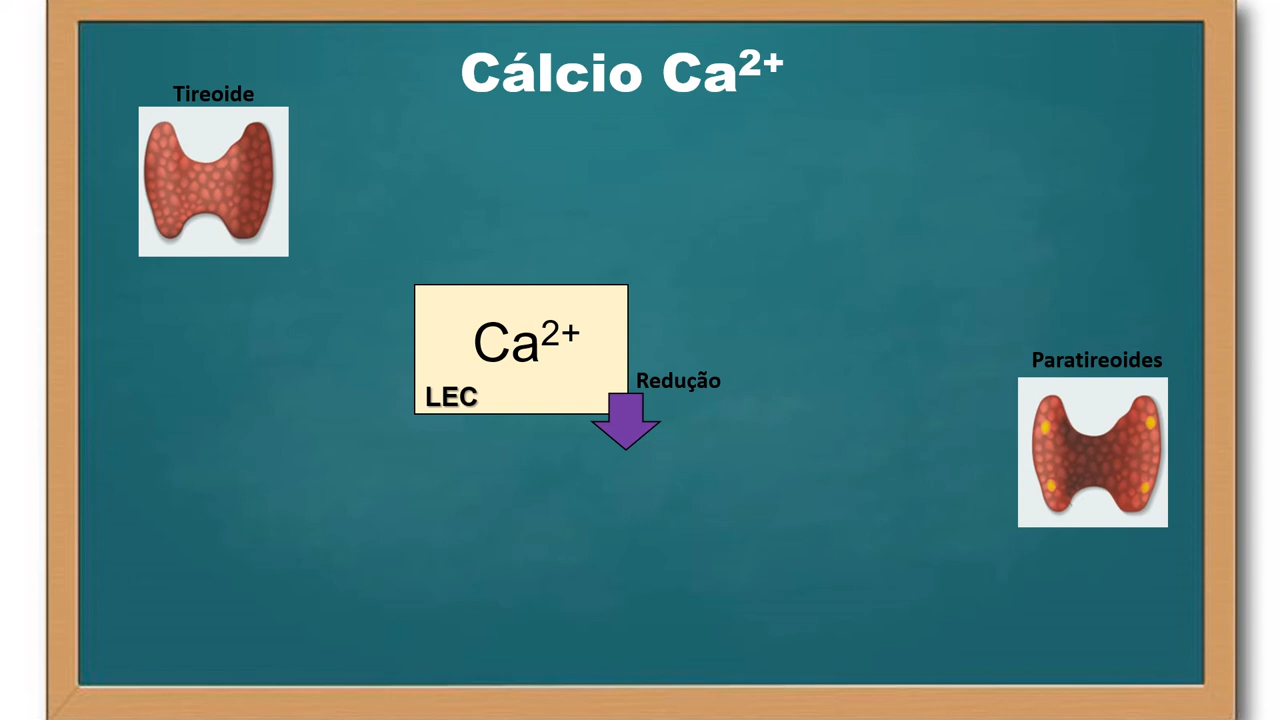 Cálcio Ca²⁺
Tireoide
Ca²⁺
LEC
Redução
Paratireoides